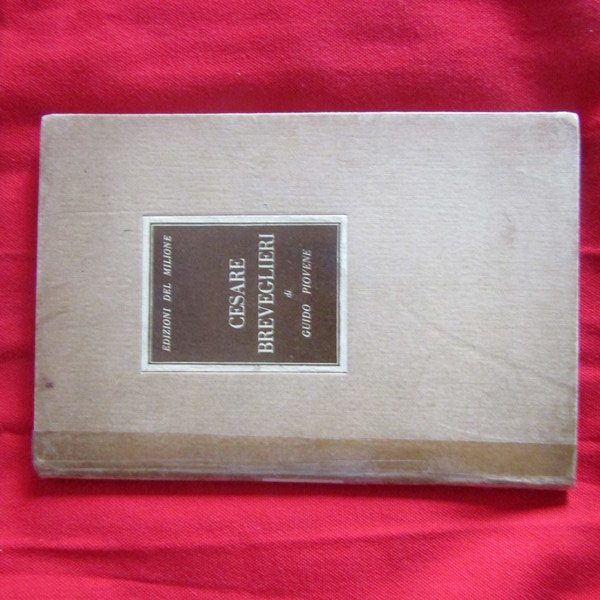 EDIZIONI DEL MILIONE
CESARE
BREVEGLIERI
di
GUIDO PIOVENE